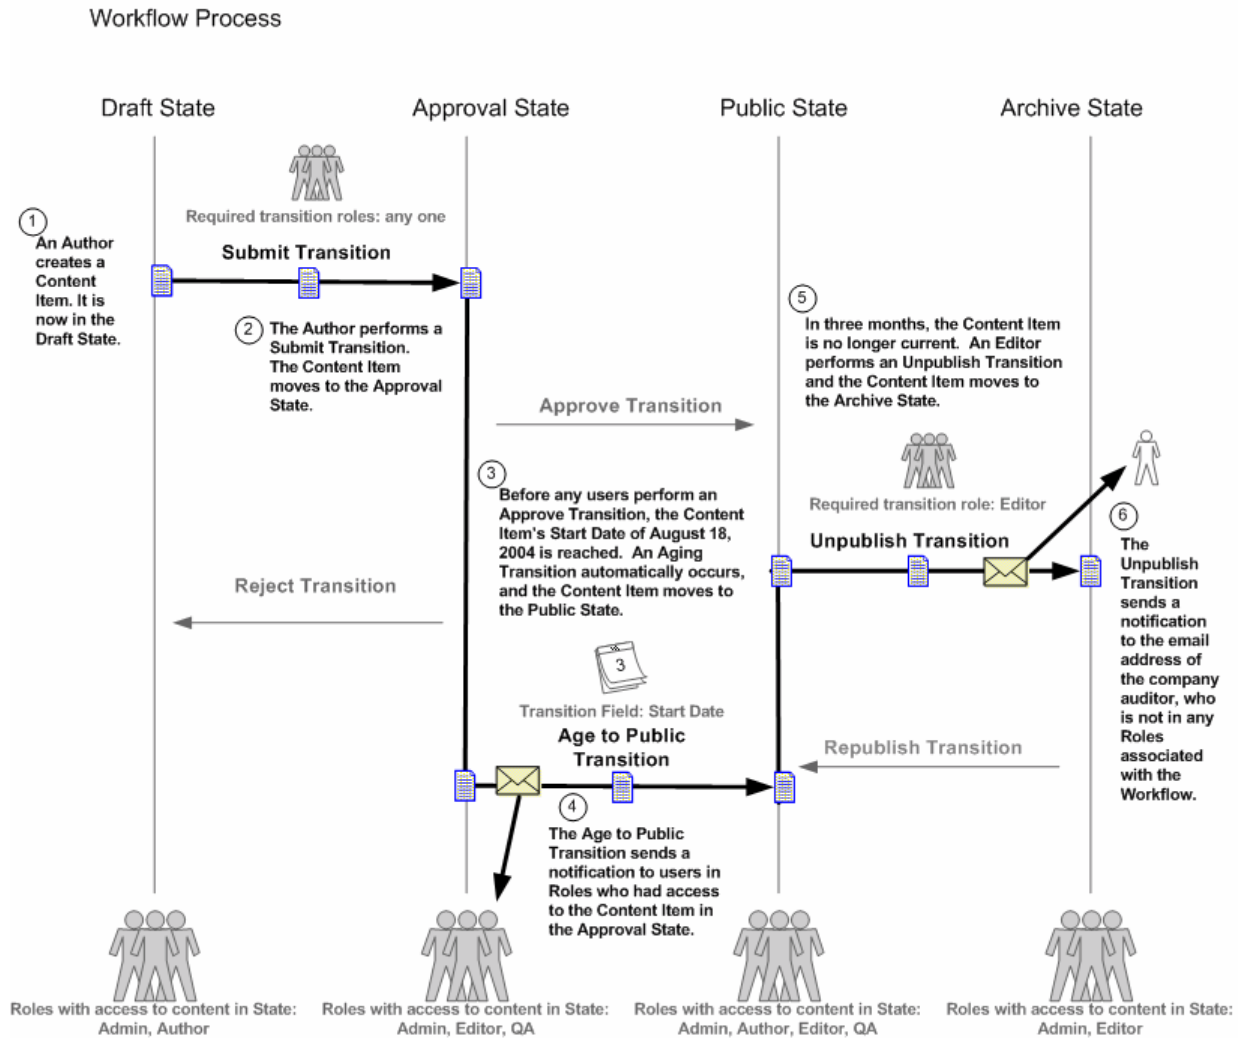 Workflow Process
Draft State
Approval State
Public State
Archive State
Required transition roles: any one
Submit Transition
1
An Author
creates a
Content
Item. It is
now in the
Draft State.
2
The Author performs a
Submit Transition.
The Content Item
moves to the Approval
State.
Approve Transition
3
Before any users perform an
Approve Transition, the Content
Item's Start Date of August 18,
2004 is reached. An Aging
Transition automatically occurs,
and the Content Item moves to
the Public State.
Reject Transition
3
Transition Field: Start Date
Age to Public
Transition
4
The Age to Public
Transition sends a
notification to users in
Roles who had access
to the Content Item in
the Approval State.
5
In three months, the Content Item
is no longer current. An Editor
performs an Unpublish Transition
and the Content Item moves to
the Archive State.
Required transition role: Editor
Unpublish Transition
6
The
Unpublish
Transition
sends a
notification
to the email
address of
the company
auditor, who
is not in any
Roles
associated
with the
Workflow.
Republish Transition
Roles with access to content in State:
Admin, Author
Roles with access to content in State:
Admin, Editor, QA
Roles with access to content in State:
Admin, Author, Editor, QA
Roles with access to content in State:
Admin, Editor